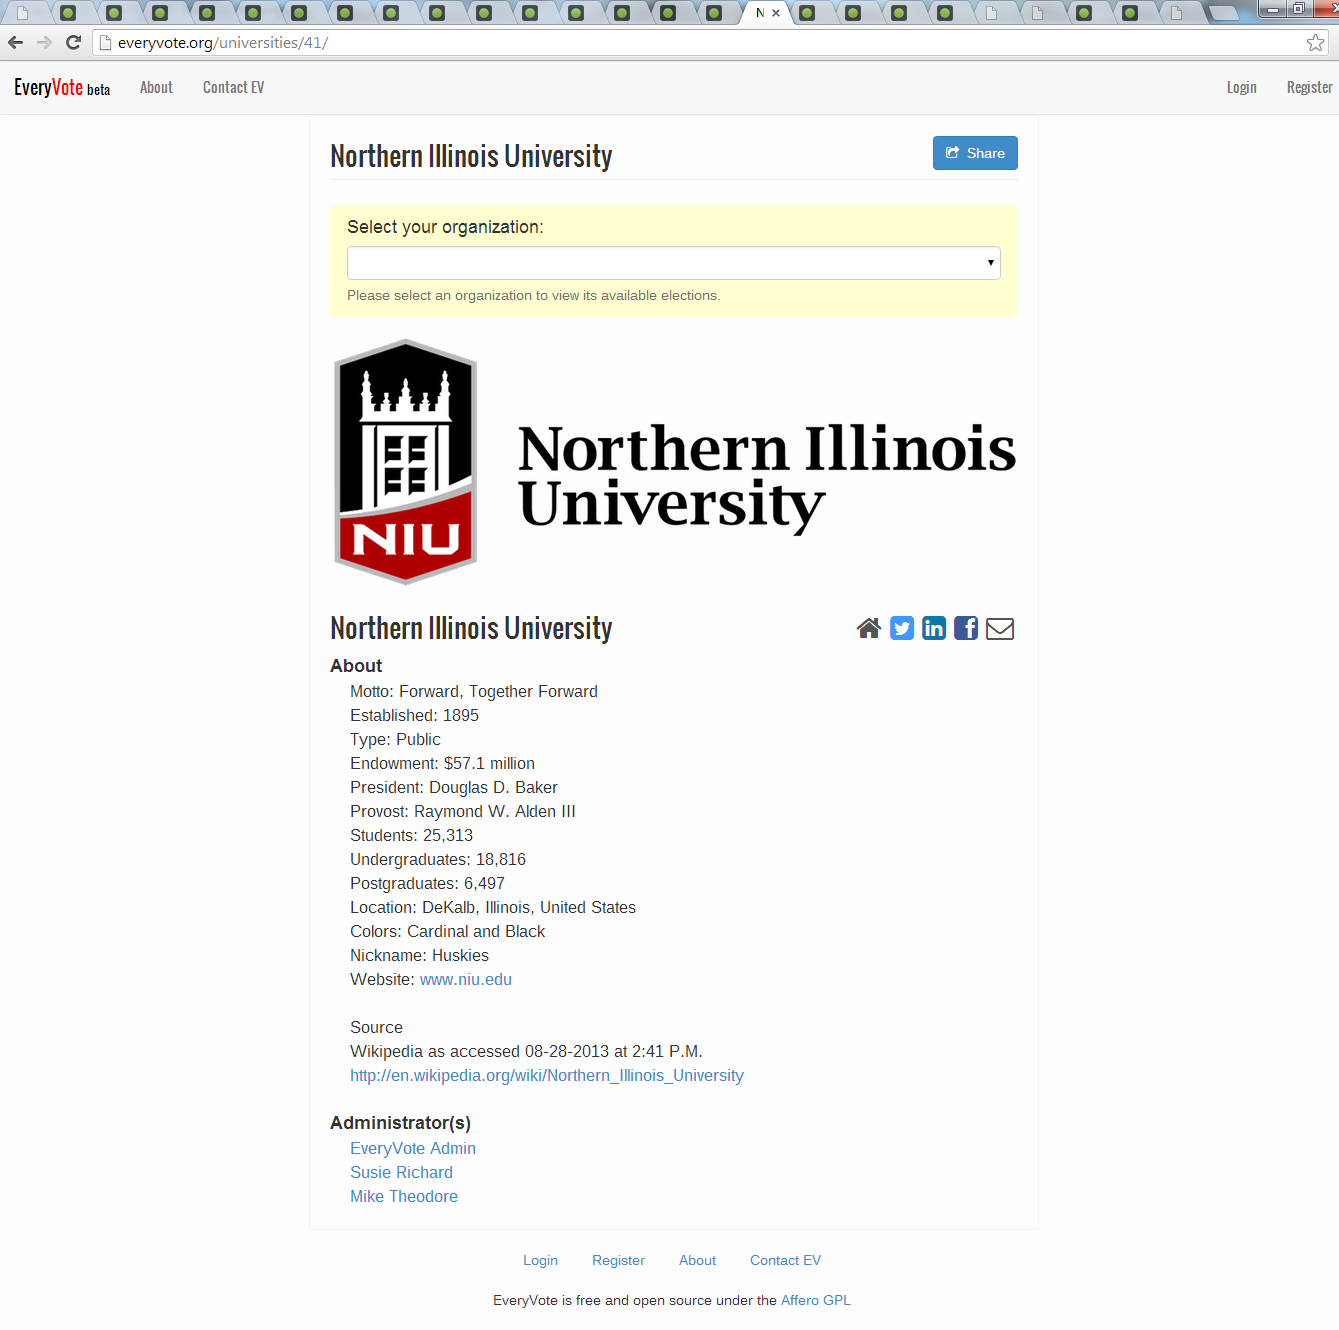 N
everyvote.org/universities/41/
EveryVote beta About Contact EV Login Register
Northern Illinois University
Share
Select your organization:
Please select an organization to view its available elections.
Northern Illinois
University
NIU
Northern Illinois University
About
Motto: Forward, Together Forward
Established: 1895
Type: Public
Endowment: $57.1 million
President: Douglas D. Baker
Provost: Raymond W. Alden III
Students: 25,313
Undergraduates: 18,816
Postgraduates: 6,497
Location: DeKalb, Illinois, United States
Colors: Cardinal and Black
Nickname: Huskies
Website: www.niu.edu
Source
Wikipedia as accessed 08-28-2013 at 2:41 P.M.
http://en.wikipedia.org/wiki/Northern_Illinois_University
Administrator(s)
EveryVote Admin
Susie Richard
Mike Theodore
Login Register About Contact EV
EveryVote is free and open source under the Affero GPL